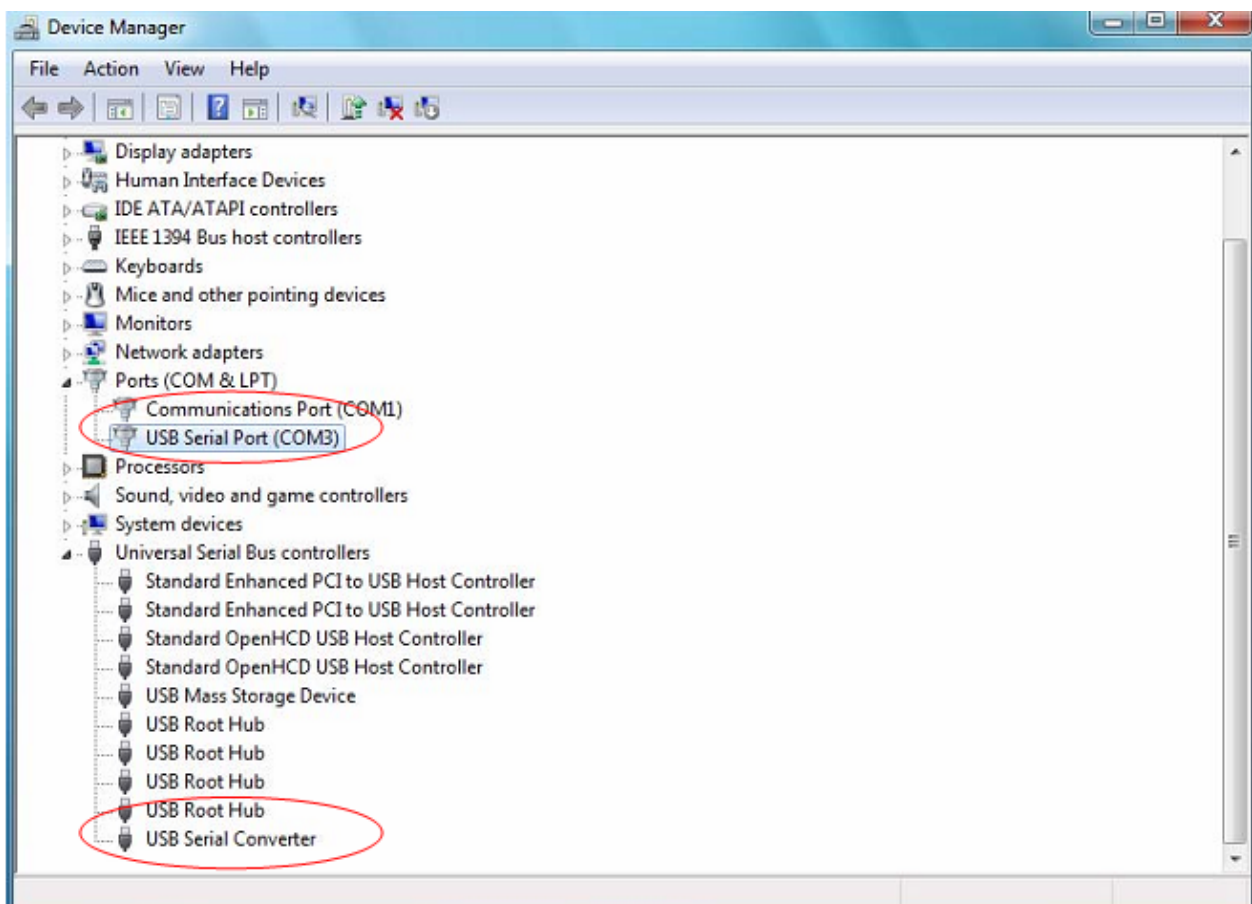 Device Manager
File Action View Help
Display adapters
Human Interface Devices
IDE ATA/ATAPI controllers
IEEE 1394 Bus host controllers
Keyboards
Mice and other pointing devices
Monitors
Network adapters
Ports (COM & LPT)
Communications Port (COM1)
USB Serial Port (COM3)
Processors
Sound, video and game controllers
System devices
Universal Serial Bus controllers
Standard Enhanced PCI to USB Host Controller
Standard Enhanced PCI to USB Host Controller
Standard OpenHCD USB Host Controller
Standard OpenHCD USB Host Controller
USB Mass Storage Device
USB Root Hub
USB Root Hub
USB Root Hub
USB Root Hub
USB Serial Converter